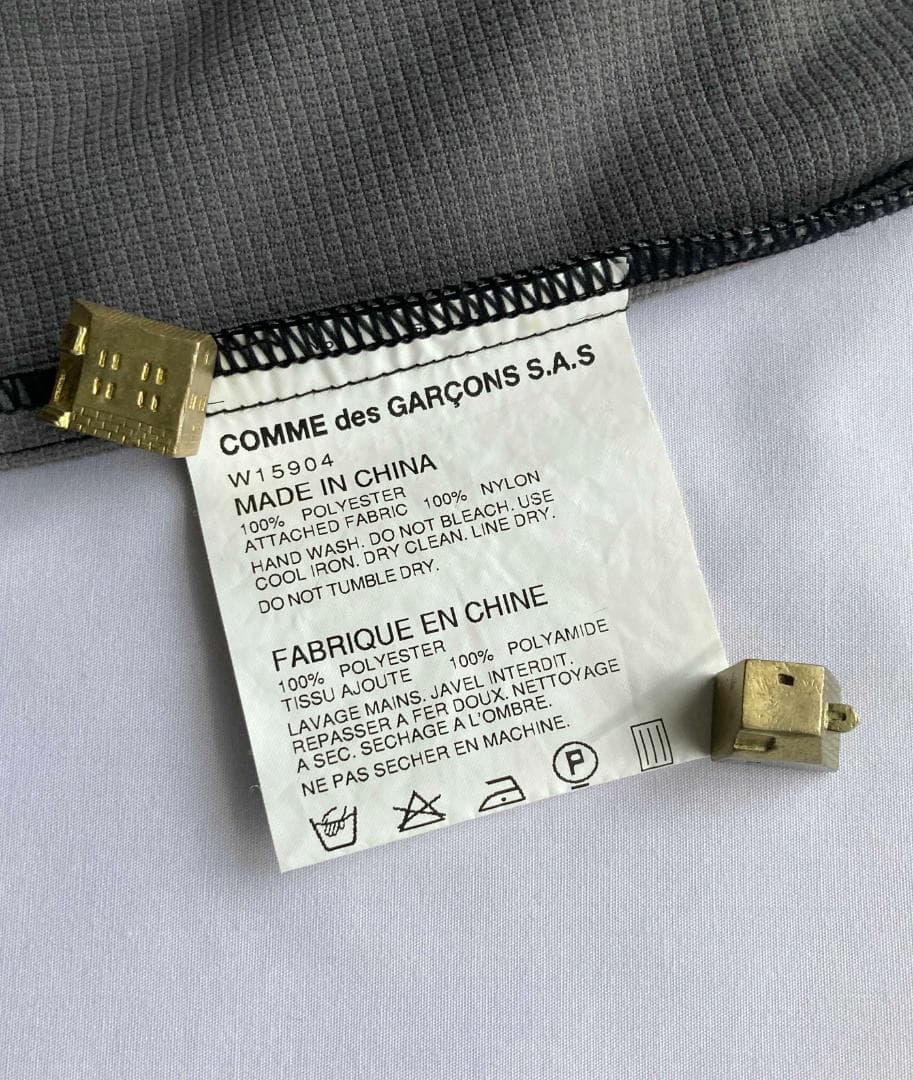 COMME des GARÇONS S.A.S
W15904
MADE IN CHINA
100% POLYESTER
ATTACHED FABRIC 100% NYLON
HAND WASH. DO NOT BLEACH. USE
COOL IRON. DRY CLEAN. LINE DRY.
DO NOT TUMBLE DRY.
FABRIQUE EN CHINE
100% POLYESTER
TISSU AJOUTE 100% POLYAMIDE
LAVAGE MAINS. JAVEL INTERDIT.
REPASSER A FER DOUX. NETTOYAGE
A SEC. SECHAGE A L'OMBRE.
NE PAS SECHER EN MACHINE.
P